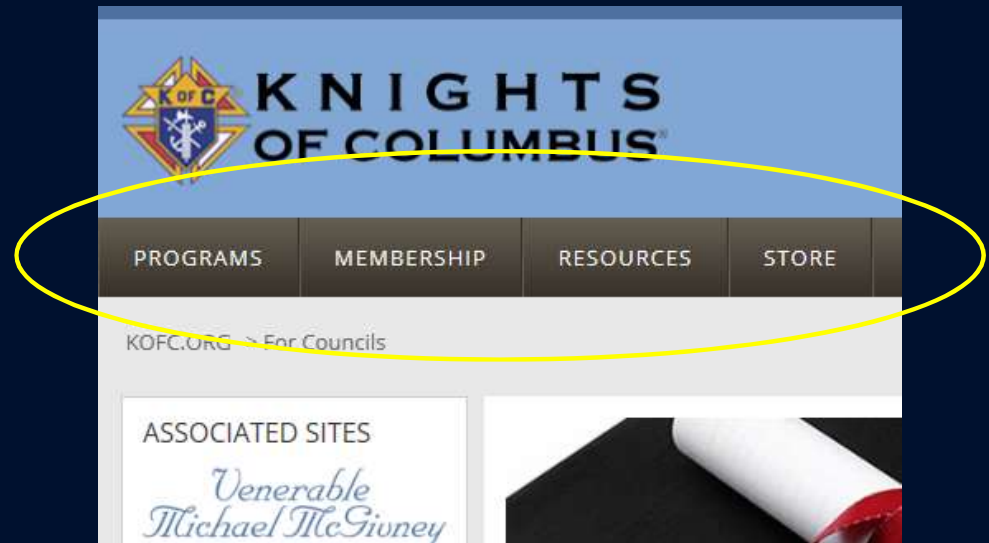 K OF C
KNIGHTS
OF COLUMBUS®
PROGRAMS MEMBERSHIP RESOURCES STORE
KOFC.ORG > For Councils
ASSOCIATED SITES
Venerable
Michael McGivney